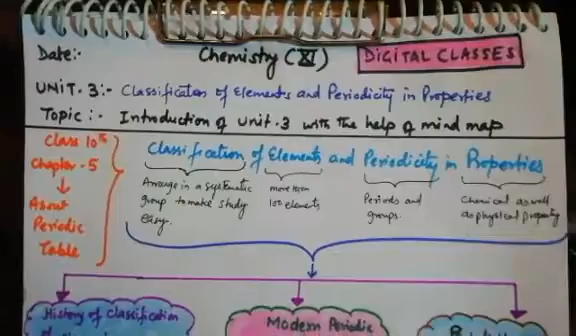 Date:- Chemistry (XI) DIGITAL CLASSES
UNIT. 3:- Classification of Elements and Periodicity in Properties
Topic :- Introduction of Unit.3 with the help of mind map
Class 10th
Chapter - 5
↓
About
Periodic
Table
Classification of Elements and Periodicity in Properties
Arrange in a systematic
group to make study
easy.
more than
100 elements
Periods and
groups.
Chemical as well
as physical property
History of Classification
Modern Periodic